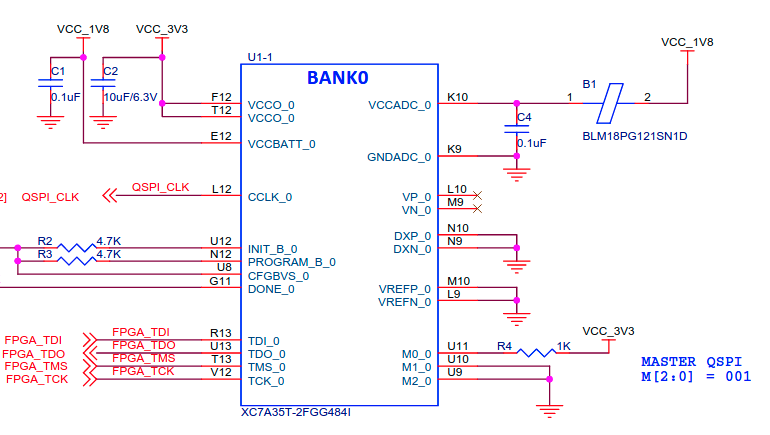 VCC_1V8 VCC_3V3
VCC_1V8
U1-1
BANK0
C1
0.1uF
C2
10uF/6.3V
F12 VCCO_0
T12 VCCO_0
E12 VCCBATT_0
VCCADC_0 K10
1 B1 2
BLM18PG121SN1D
C4
0.1uF
GNDADC_0 K9
2] QSPI_CLK QSPI_CLK L12 CCLK_0
VP_0 L10
VN_0 M9
DXP_0 N10
DXN_0 N9
R2 4.7K U12 INIT_B_0
R3 4.7K N12 PROGRAM_B_0
U8 CFGBVS_0
G11 DONE_0
VREFP_0 M10
VREFN_0 L9
FPGA_TDI FPGA_TDI R13 TDI_0
FPGA_TDO FPGA_TDO U13 TDO_0
FPGA_TMS FPGA_TMS T13 TMS_0
FPGA_TCK FPGA_TCK V12 TCK_0
M0_0 U11 R4 1K VCC_3V3
M1_0 U10
M2_0 U9
MASTER QSPI
M[2:0] = 001
XC7A35T-2FGG484I